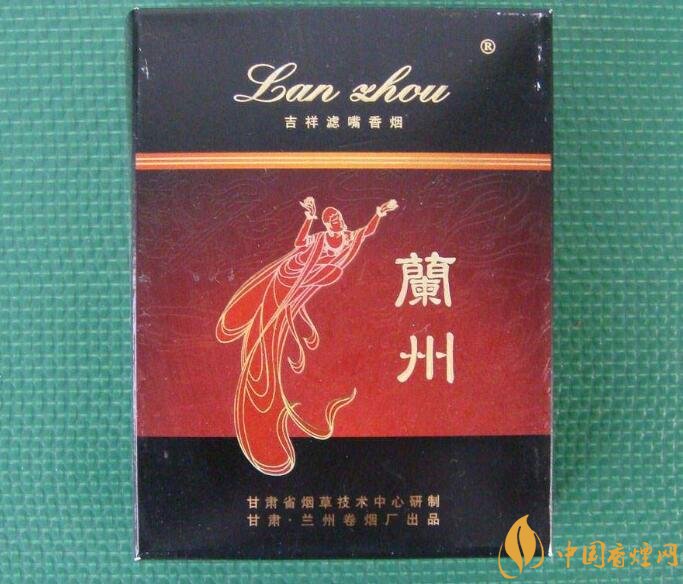 ®
Lan zhou
吉祥滤嘴香烟
蘭州
甘肃省烟草技术中心研制
甘肃·兰州卷烟厂出品
中国香烟网